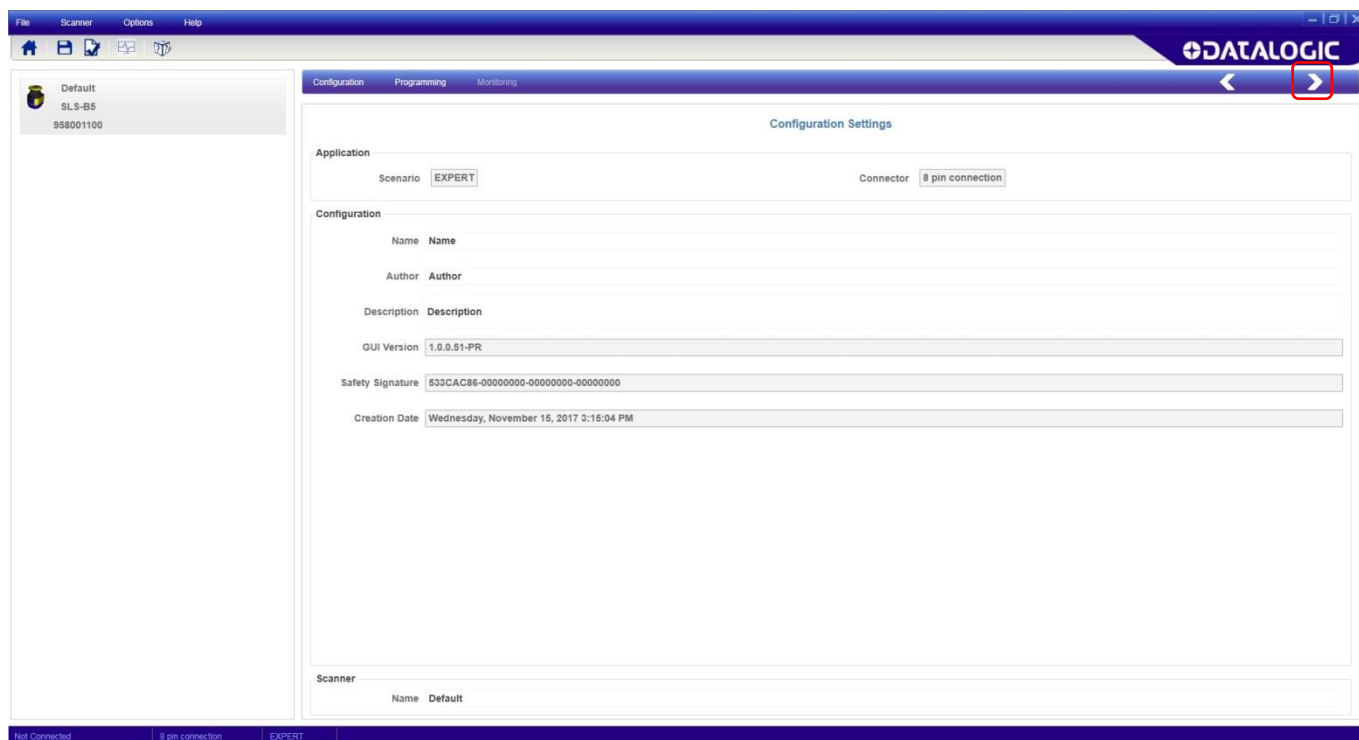 File Scanner Options Help
DATALOGIC
Default
SLS-B5
958001100
Configuration Programming Monitoring
Configuration Settings
Application
Scenario EXPERT Connector 8 pin connection
Configuration
Name Name
Author Author
Description Description
GUI Version 1.0.0.51-PR
Safety Signature 533CAC86-00000000-00000000-00000000
Creation Date Wednesday, November 15, 2017 3:15:04 PM
Scanner
Name Default
Not Connected 8 pin connection EXPERT